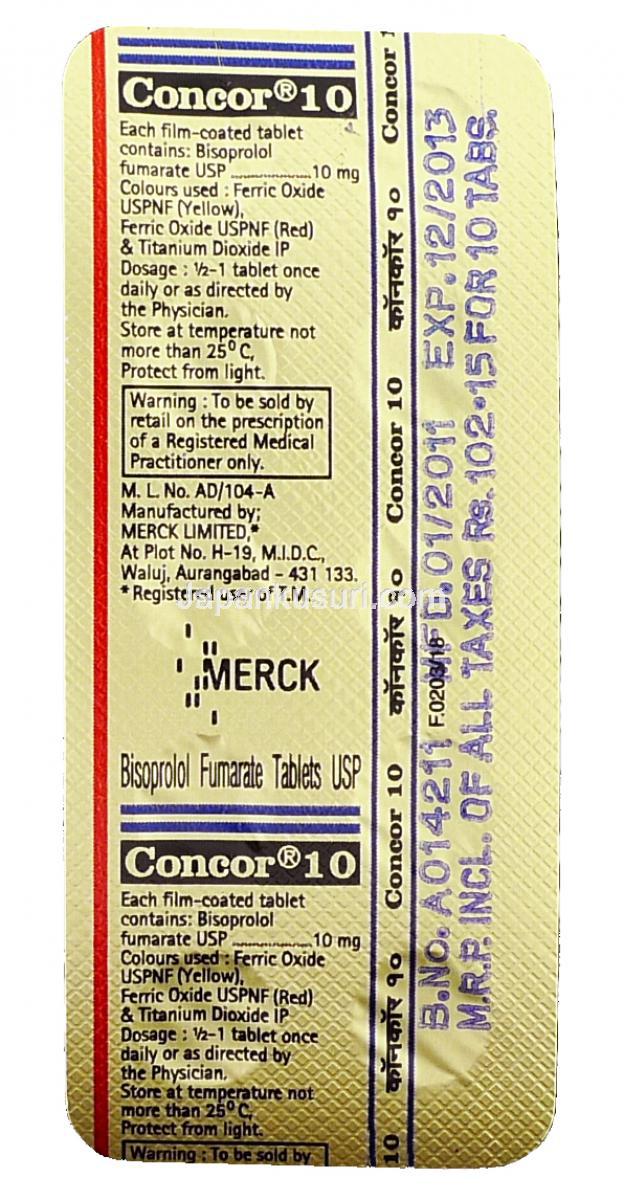 Concor®10
Each film-coated tablet
contains: Bisoprolol
fumarate USP ................10 mg
Colours used : Ferric Oxide
USPNF (Yellow),
Ferric Oxide USPNF (Red)
& Titanium Dioxide IP
Dosage : ½-1 tablet once
daily or as directed by
the Physician.
Store at temperature not
more than 25⁰ C,
Protect from light.
Warning : To be sold by
retail on the prescription
of a Registered Medical
Practitioner only.
M. L. No. AD/104-A
Manufactured by;
MERCK LIMITED,*
At Plot No. H-19, M.I.D.C.,
Waluj, Aurangabad - 431 133.
* Registered user of T.M.
Japankusuri.com
MERCK
Bisoprolol Fumarate Tablets USP
Concor®10
Each film-coated tablet
contains: Bisoprolol
fumarate USP ................10 mg
Colours used : Ferric Oxide
USPNF (Yellow),
Ferric Oxide USPNF (Red)
& Titanium Dioxide IP
Dosage : ½-1 tablet once
daily or as directed by
the Physician.
Store at temperature not
more than 25⁰ C,
Protect from light.
Warning : To be sold by
10 कॉनकॉर १० Concor 10 कॉनकॉर १० Concor 10 कॉनकॉर १० Concor 1
B.No. A014211 MFD.01/2011 EXP.12/2013
M.R.P. INCL. OF ALL TAXES Rs.102.15 FOR 10 TABS.